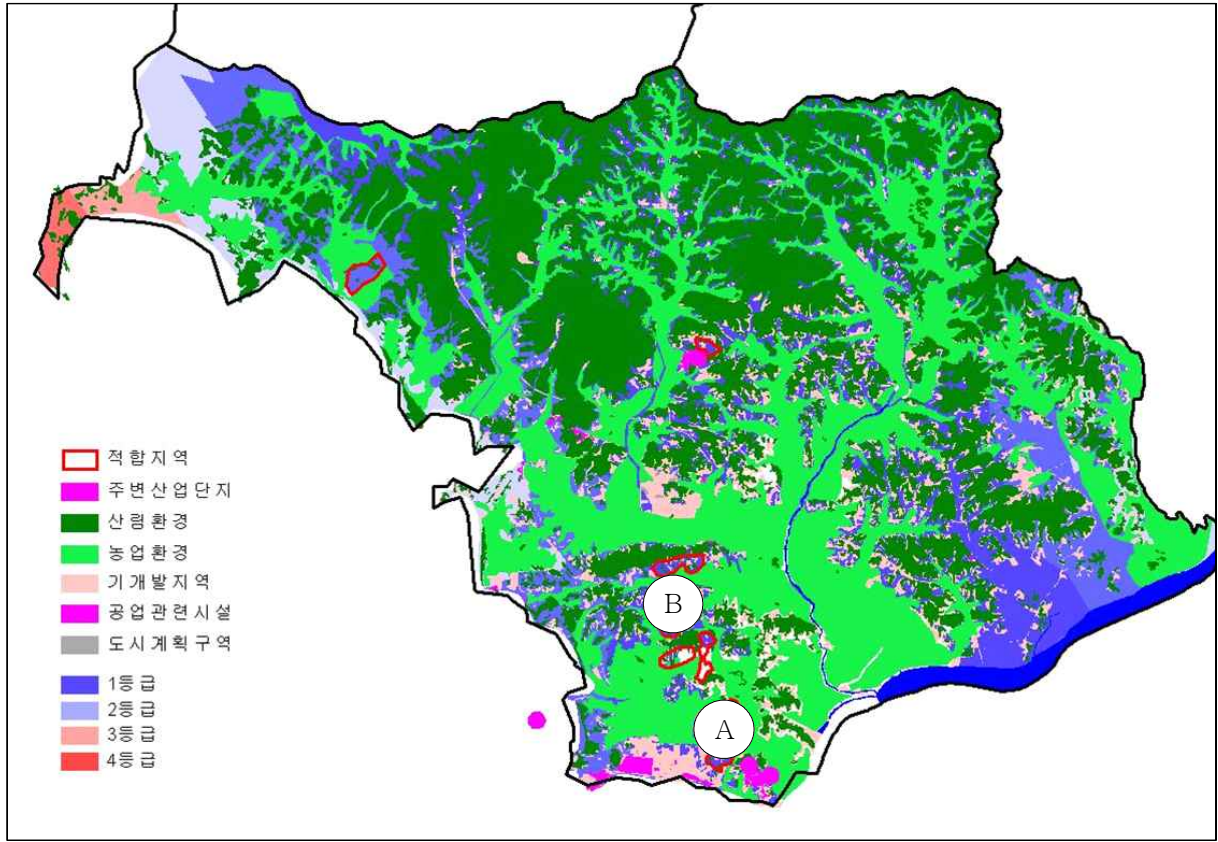 적합지역
주변산업단지
산림환경
농업환경
기개발지역
공업관련시설
도시계획구역
1등급
2등급
3등급
4등급
B
A